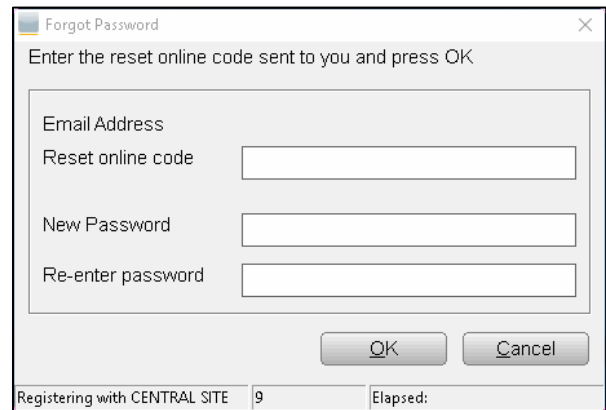 Forgot Password
Enter the reset online code sent to you and press OK
Email Address
Reset online code
New Password
Re-enter password
OK Cancel
Registering with CENTRAL SITE 9 Elapsed: